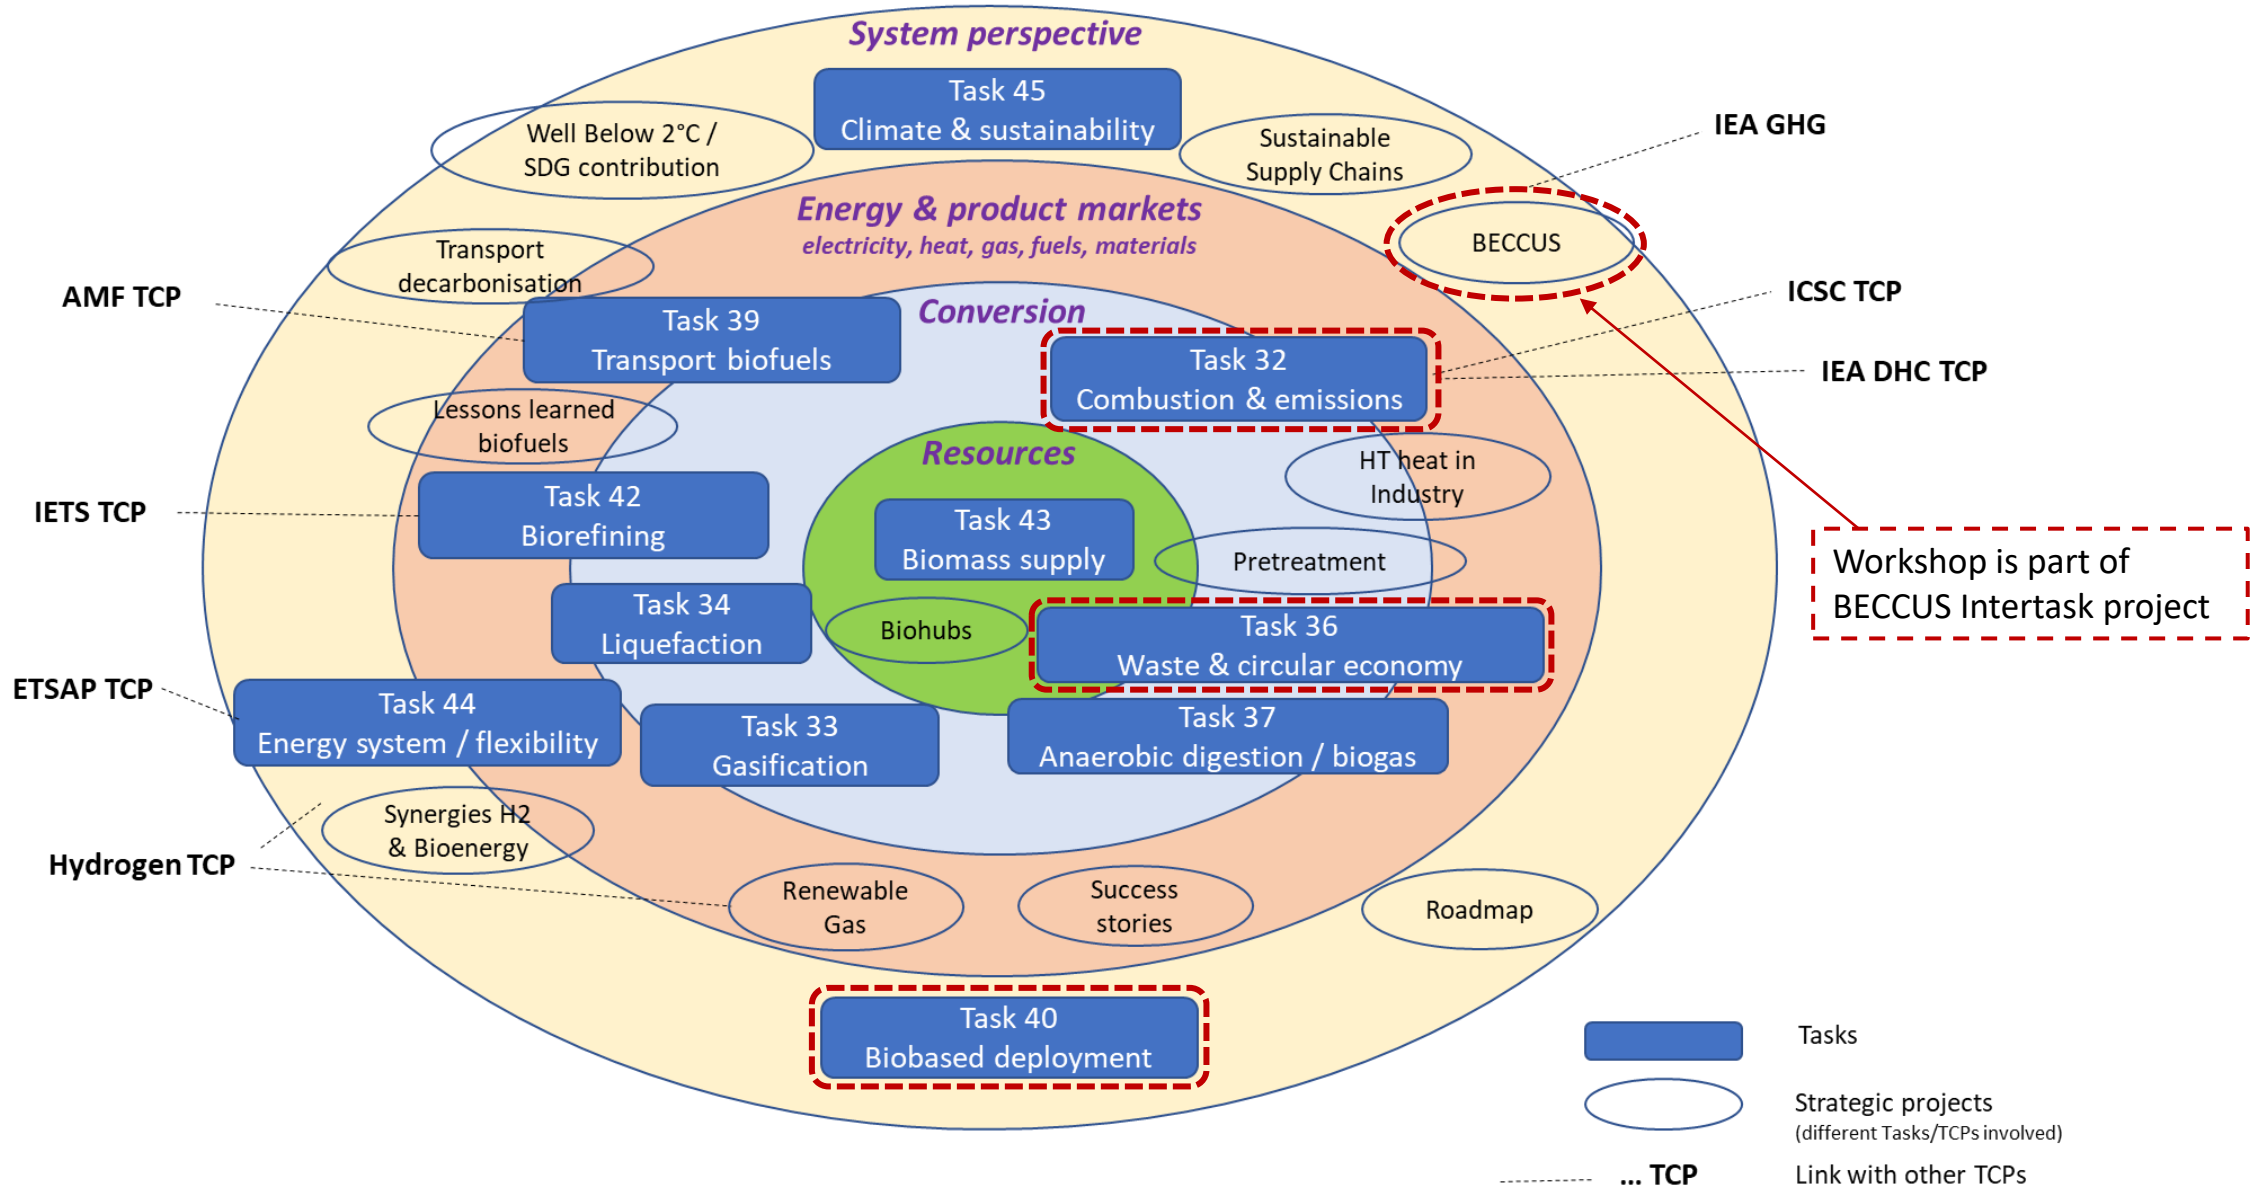 System perspective
Task 45
Climate & sustainability
Well Below 2°C /
SDG contribution
Sustainable
Supply Chains
IEA GHG
Energy & product markets
electricity, heat, gas, fuels, materials
BECCUS
Transport
decarbonisation
AMF TCP
ICSC TCP
Conversion
Task 39
Transport biofuels
Task 32
Combustion & emissions
IEA DHC TCP
Lessons learned
biofuels
Resources
HT heat in
Industry
IETS TCP
Task 42
Biorefining
Task 43
Biomass supply
Pretreatment
Workshop is part of
BECCUS Intertask project
Task 34
Liquefaction
Biohubs
Task 36
Waste & circular economy
ETSAP TCP
Task 44
Energy system / flexibility
Task 33
Gasification
Task 37
Anaerobic digestion / biogas
Synergies H2
& Bioenergy
Hydrogen TCP
Renewable
Gas
Success
stories
Roadmap
Task 40
Biobased deployment
Tasks
Strategic projects
(different Tasks/TCPs involved)
... TCP
Link with other TCPs